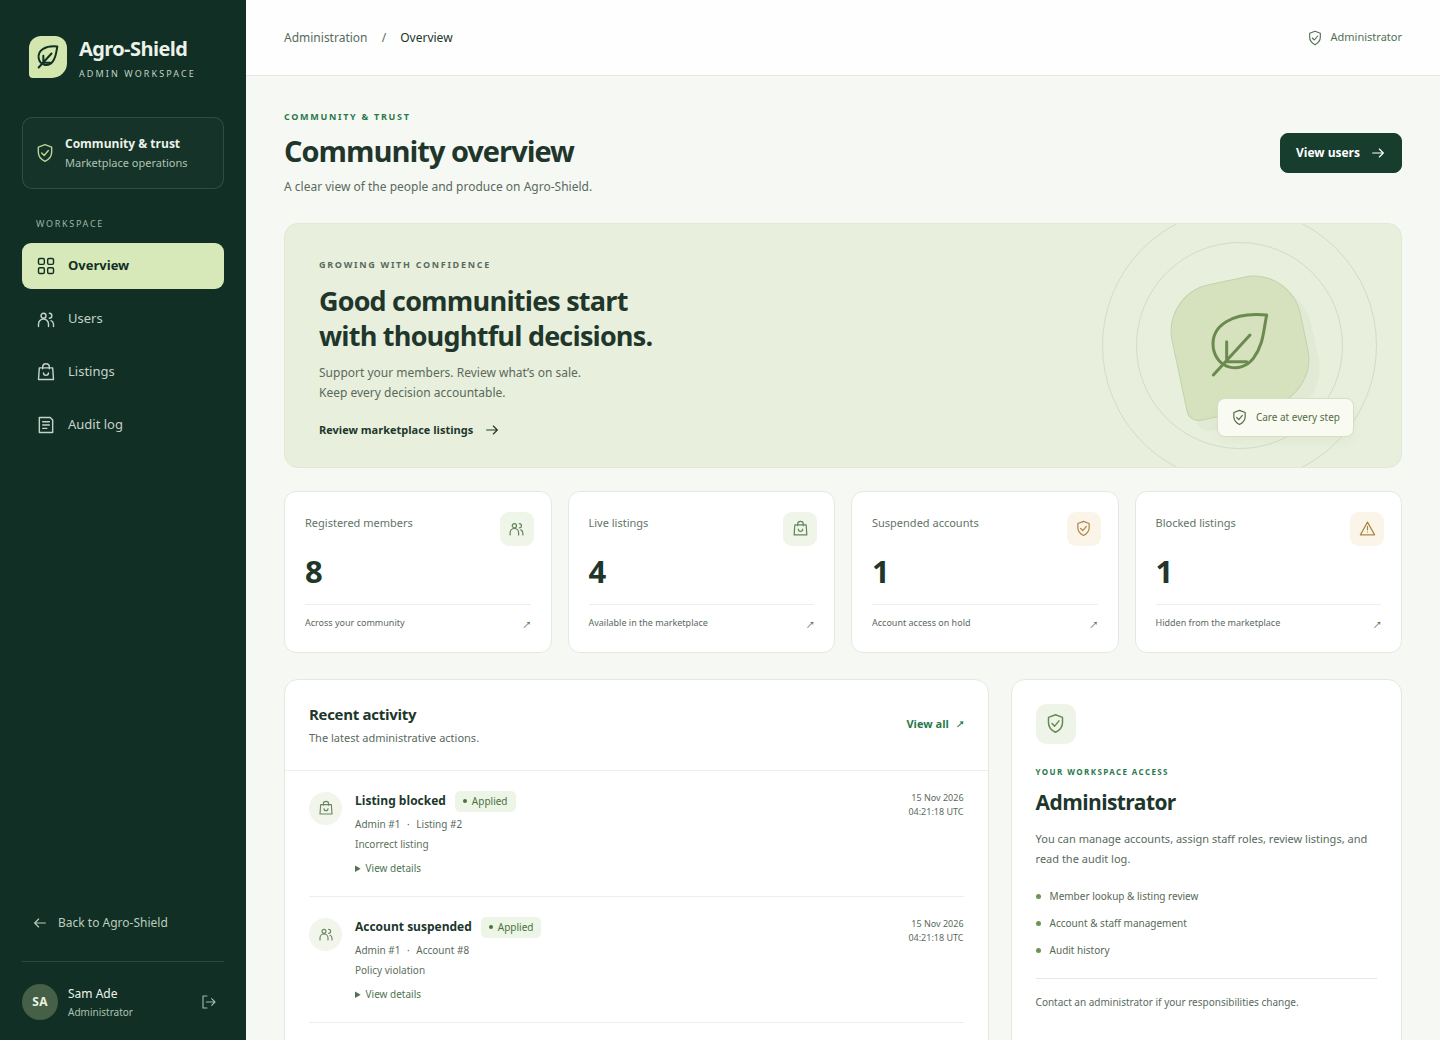 Agro-Shield
ADMIN WORKSPACE
Community & trust
Marketplace operations
WORKSPACE
Overview
Users
Listings
Audit log
Back to Agro-Shield
SA
Sam Ade
Administrator
Administration / Overview
Administrator
COMMUNITY & TRUST
Community overview
A clear view of the people and produce on Agro-Shield.
View users
GROWING WITH CONFIDENCE
Good communities start
with thoughtful decisions.
Support your members. Review what's on sale.
Keep every decision accountable.
Review marketplace listings
Care at every step
Registered members
8
Across your community
Live listings
4
Available in the marketplace
Suspended accounts
1
Account access on hold
Blocked listings
1
Hidden from the marketplace
Recent activity
The latest administrative actions.
View all
Listing blocked
Applied
15 Nov 2026
04:21:18 UTC
Admin #1 · Listing #2
Incorrect listing
View details
Account suspended
Applied
15 Nov 2026
04:21:18 UTC
Admin #1 · Account #8
Policy violation
View details
YOUR WORKSPACE ACCESS
Administrator
You can manage accounts, assign staff roles, review listings, and
read the audit log.
Member lookup & listing review
Account & staff management
Audit history
Contact an administrator if your responsibilities change.